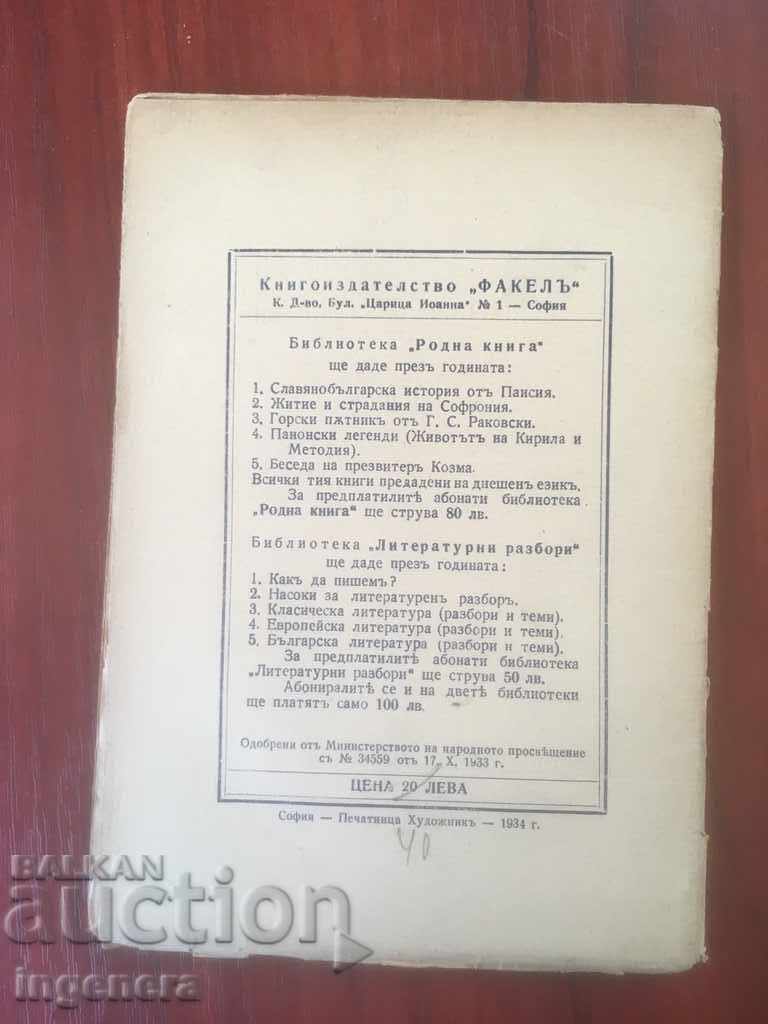 Книгоиздателство „ФАКЕЛЪ“
К. Д-во, Бул. „Царица Иоанна“ № 1 — София
Библиотека „Родна книга“
ще даде презъ годината:
1. Славянобългарска история отъ Паисия.
2. Житие и страдания на Софрония.
3. Горски пѫтникъ отъ Г. С. Раковски.
4. Панонски легенди (Животътъ на Кирила и
Методия).
5. Беседа на презвитеръ Козма.
Всички тия книги предадени на днешенъ езикъ.
За предплатилитѣ абонати библиотека
„Родна книга“ ще струва 80 лв.
Библиотека „Литературни разбори“
ще даде презъ годината:
1. Какъ да пишемъ?
2. Насоки за литературенъ разборъ.
3. Класическа литература (разбори и теми).
4. Европейска литература (разбори и теми).
5. Българска литература (разбори и теми).
За предплатилитѣ абонати библиотека
„Литературни разбори“ ще струва 50 лв.
Абониралитѣ се и на дветѣ библиотеки
ще платятъ само 100 лв.
Одобрени отъ Министерството на народното просвѣщение
съ № 34559 отъ 17. X. 1933 г.
ЦЕНА 20 ЛЕВА
София — Печатница Художникъ — 1934 г.
40
BALKAN
auction
ingenera